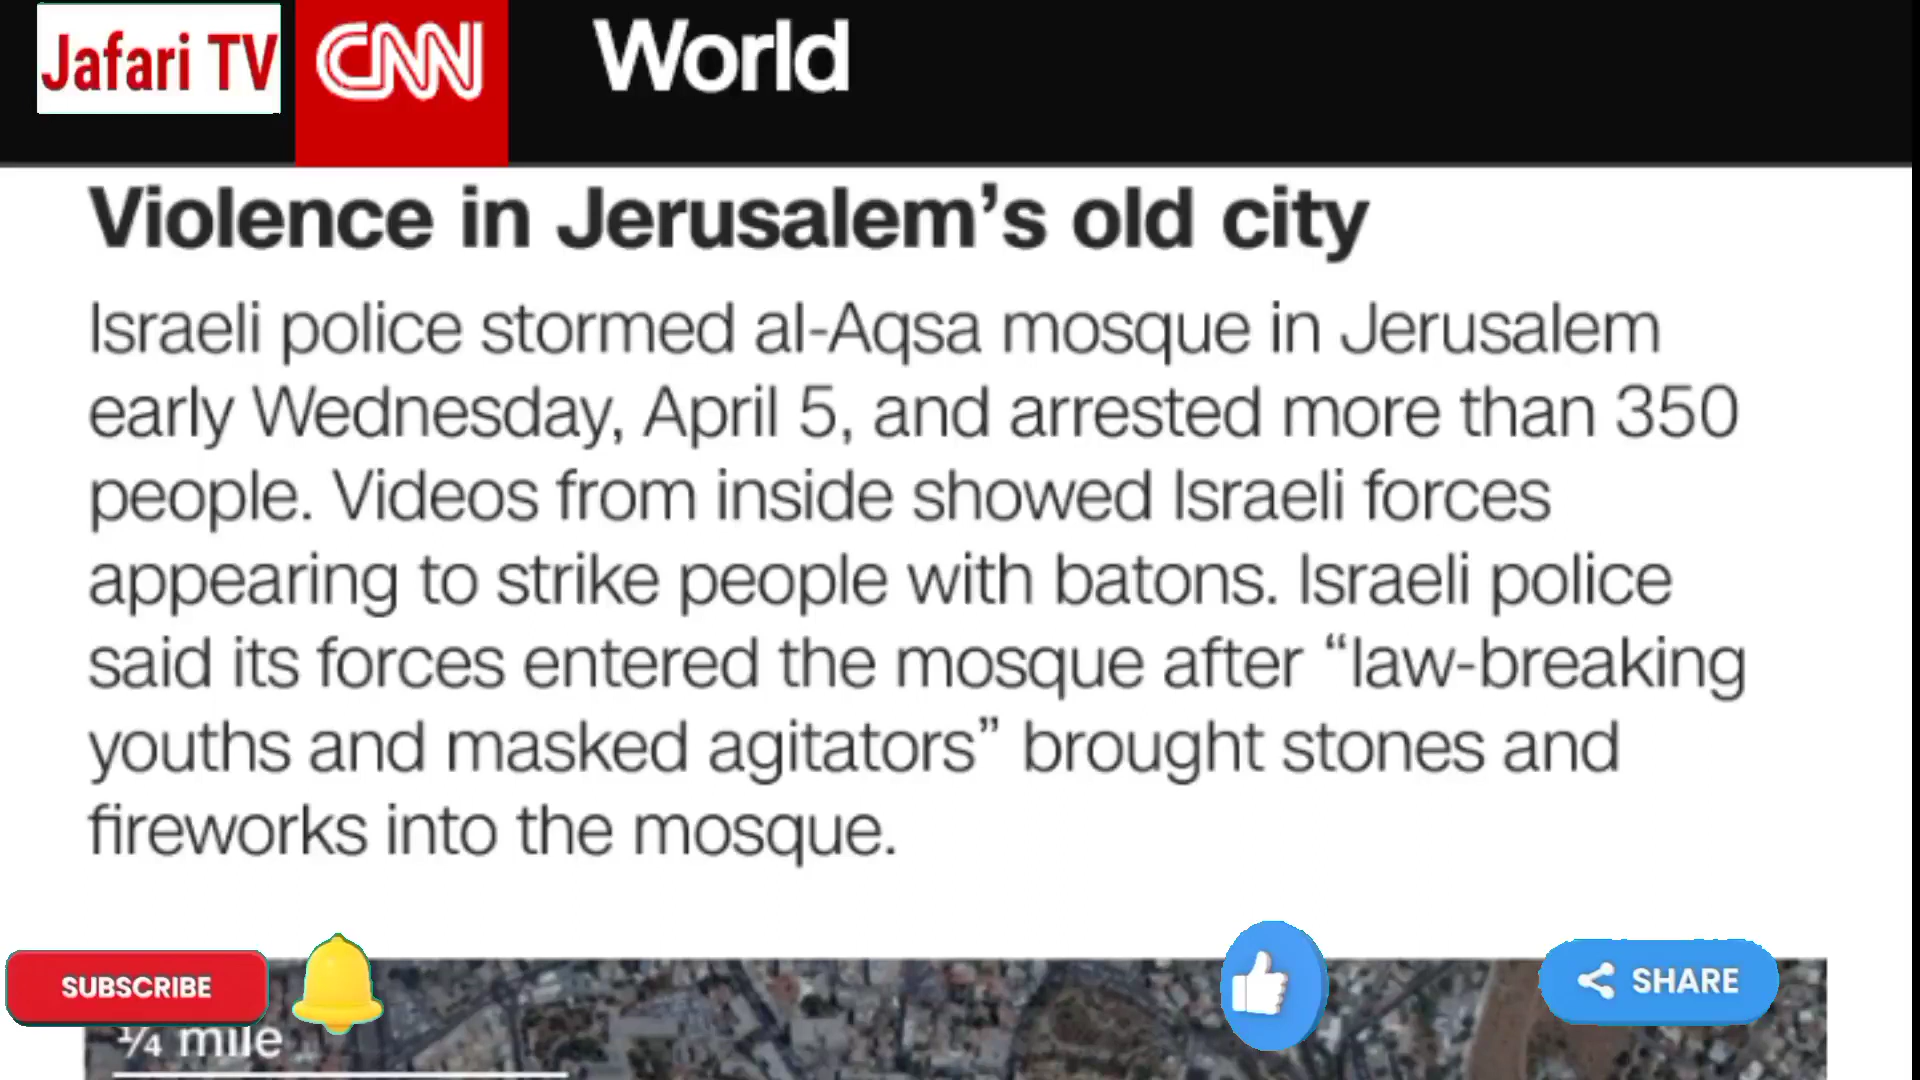 Jafari TV
CNN
World
Violence in Jerusalem’s old city
Israeli police stormed al-Aqsa mosque in Jerusalem
early Wednesday, April 5, and arrested more than 350
people. Videos from inside showed Israeli forces
appearing to strike people with batons. Israeli police
said its forces entered the mosque after “law-breaking
youths and masked agitators” brought stones and
fireworks into the mosque.
SUBSCRIBE
SHARE
¼ mile